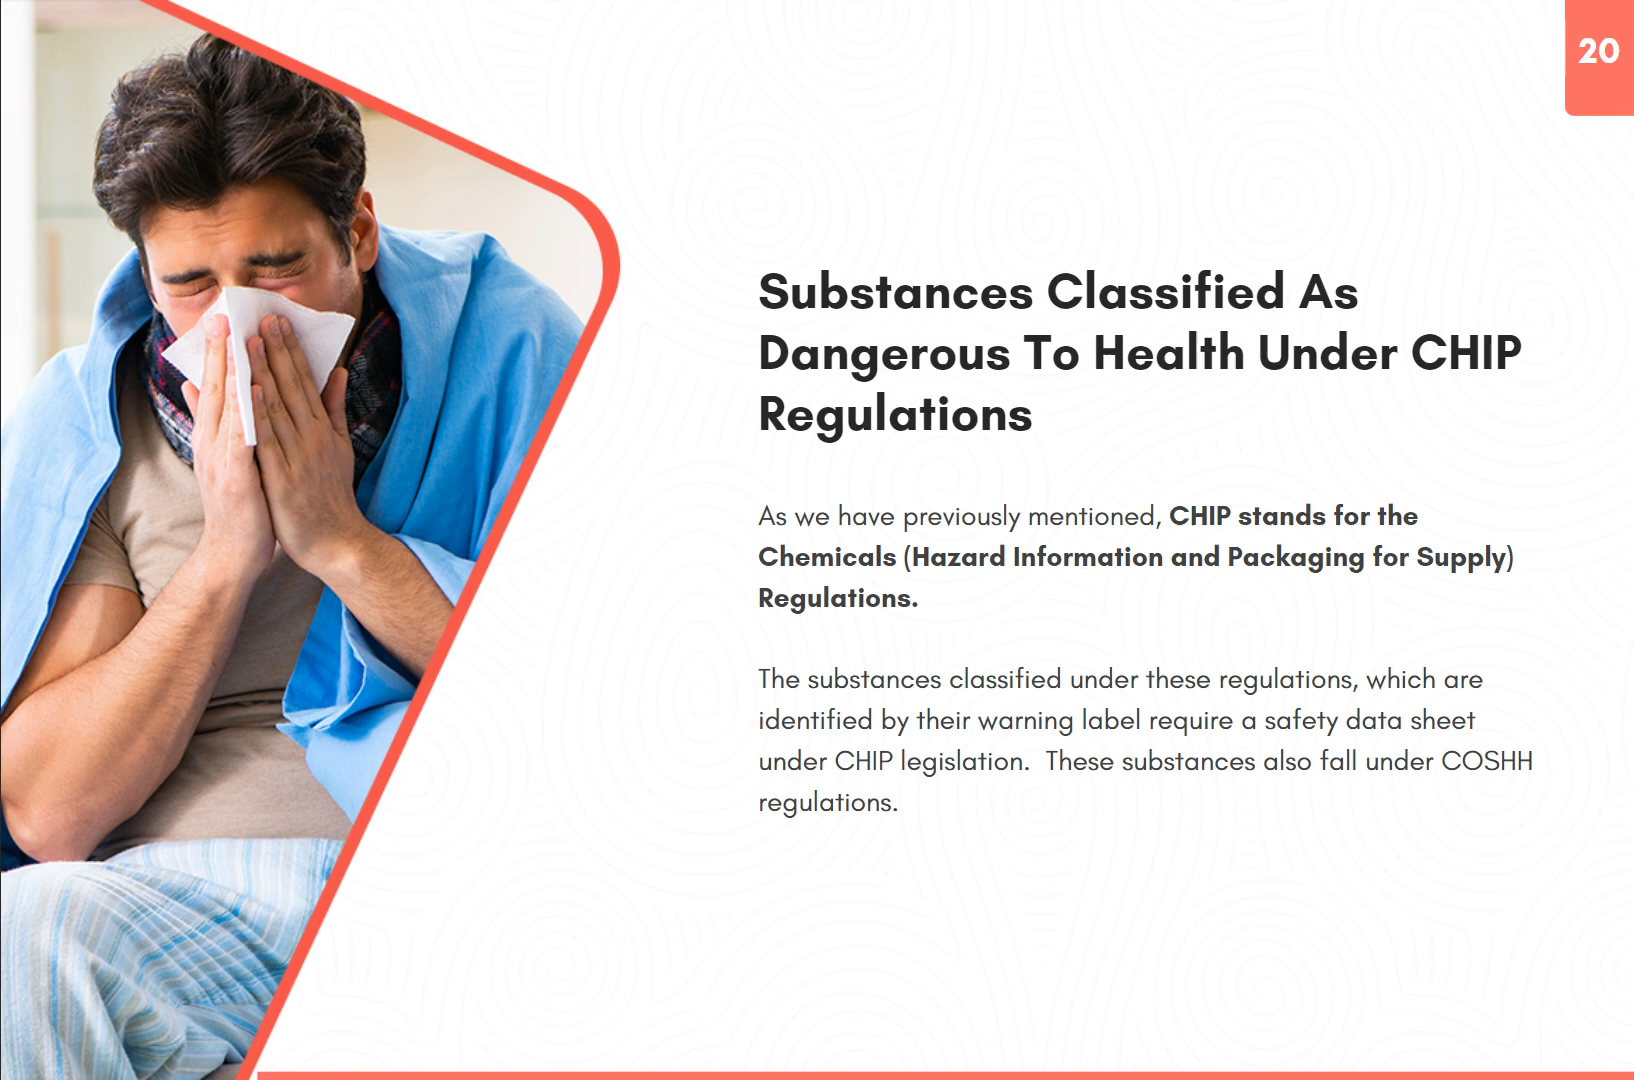 20
Substances Classified As
Dangerous To Health Under CHIP
Regulations
As we have previously mentioned, CHIP stands for the
Chemicals (Hazard Information and Packaging for Supply)
Regulations.
The substances classified under these regulations, which are
identified by their warning label require a safety data sheet
under CHIP legislation.  These substances also fall under COSHH
regulations.